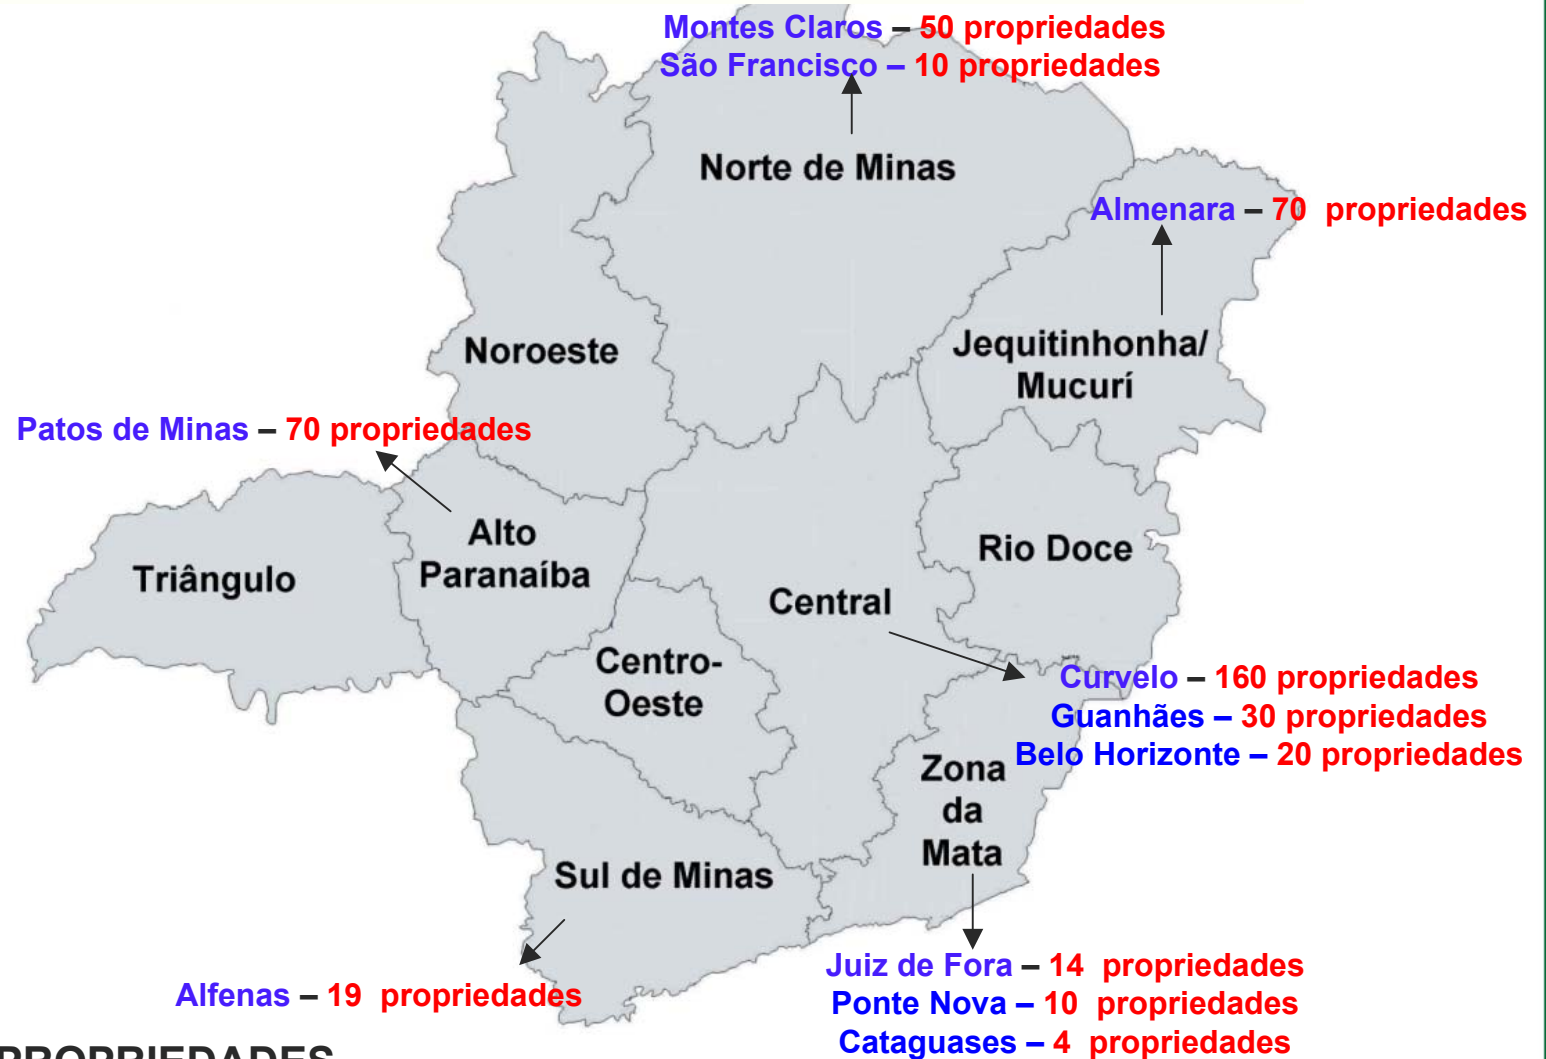 Montes Claros – 50 propriedades
São Francisco – 10 propriedades
Norte de Minas
Almenara – 70 propriedades
Noroeste
Jequitinhonha/
Mucurí
Patos de Minas – 70 propriedades
Alto
Paranaíba
Triângulo
Rio Doce
Central
Centro-
Oeste
Curvelo – 160 propriedades
Guanhães – 30 propriedades
Belo Horizonte – 20 propriedades
Zona
da
Mata
Sul de Minas
Juiz de Fora – 14 propriedades
Ponte Nova – 10 propriedades
Cataguases – 4 propriedades
Alfenas – 19 propriedades
PROPRIEDADES